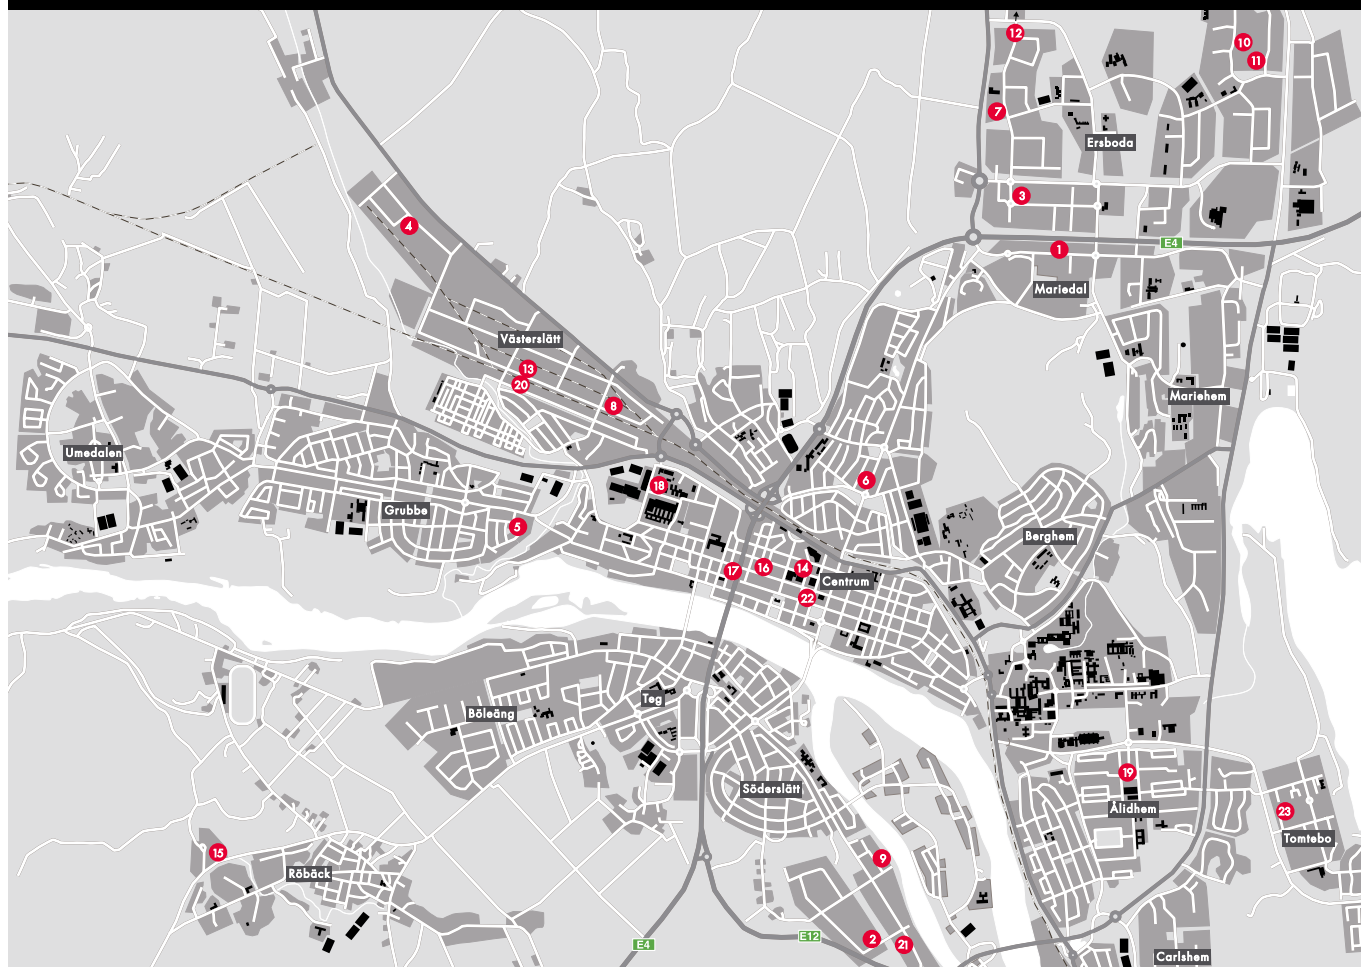 12
10
11
7
Ersboda
3
4
1
E4
Mariedal
Västerslätt
13
20
8
Mariehem
Umedalen
6
18
Grubbe
5
Berghem
17
16
14
Centrum
22
Teg
Böleäng
19
Söderslätt
Ålidhem
23
Tomtebo
15
9
Röbäck
E4
E12
2
21
Carlshem